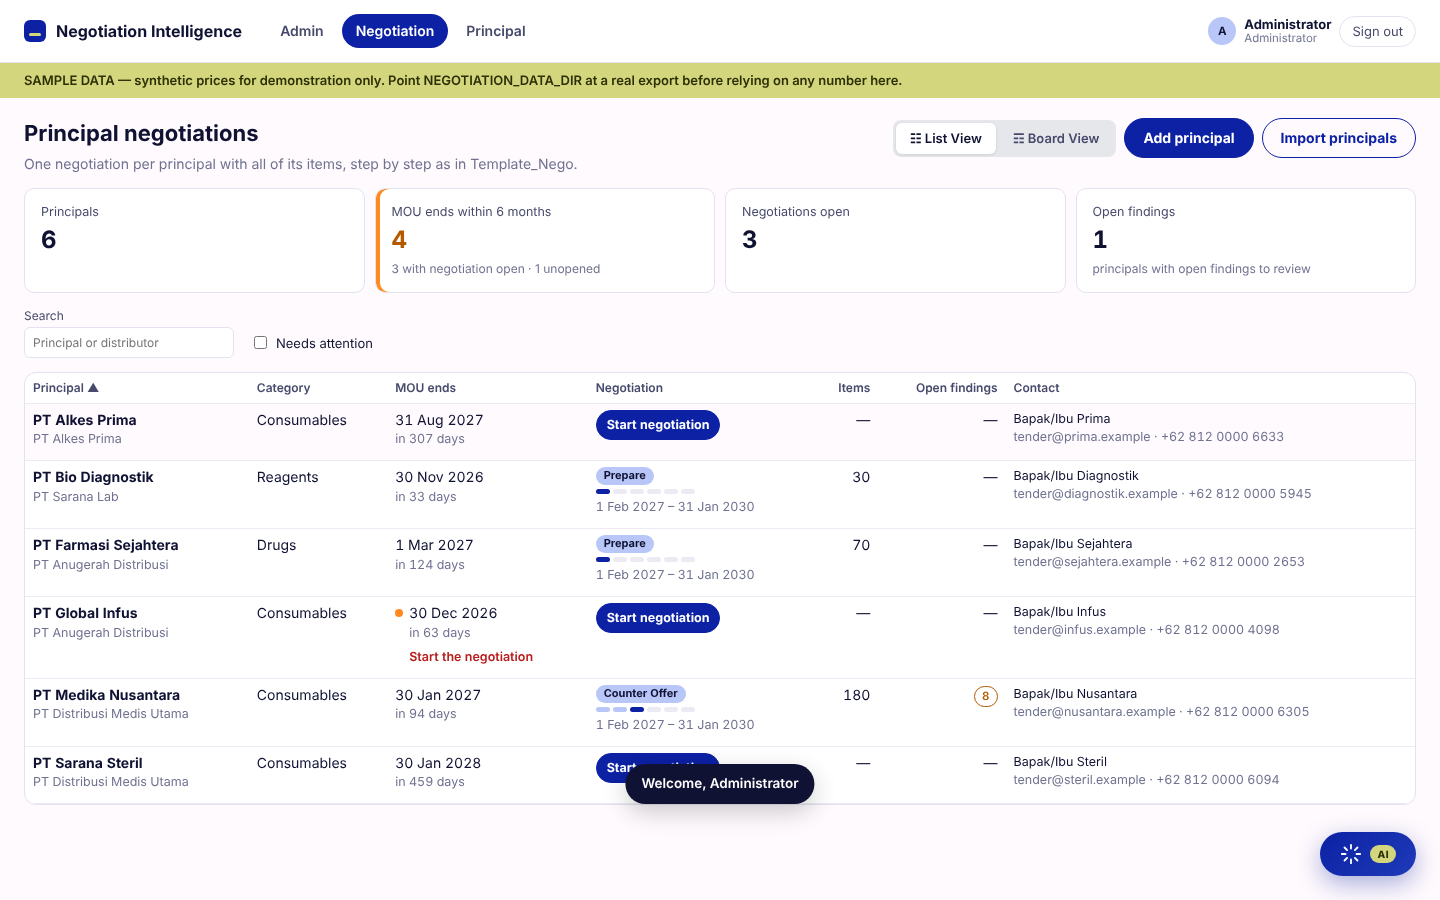 Negotiation Intelligence
Admin
Negotiation
Principal
A
Administrator
Administrator
Sign out
SAMPLE DATA — synthetic prices for demonstration only. Point NEGOTIATION_DATA_DIR at a real export before relying on any number here.
Principal negotiations
One negotiation per principal with all of its items, step by step as in Template_Nego.
List View
Board View
Add principal
Import principals
Principals
6
MOU ends within 6 months
4
3 with negotiation open · 1 unopened
Negotiations open
3
Open findings
1
principals with open findings to review
Search
Principal or distributor
Needs attention
Principal ▲ Category MOU ends Negotiation Items Open findings Contact
PT Alkes Prima Consumables 31 Aug 2027 Start negotiation — — Bapak/Ibu Prima
PT Alkes Prima in 307 days tender@prima.example · +62 812 0000 6633
PT Bio Diagnostik Reagents 30 Nov 2026 Prepare 30 — Bapak/Ibu Diagnostik
PT Sarana Lab in 33 days tender@diagnostik.example · +62 812 0000 5945
1 Feb 2027 – 31 Jan 2030
PT Farmasi Sejahtera Drugs 1 Mar 2027 Prepare 70 — Bapak/Ibu Sejahtera
PT Anugerah Distribusi in 124 days tender@sejahtera.example · +62 812 0000 2653
1 Feb 2027 – 31 Jan 2030
PT Global Infus Consumables 30 Dec 2026 Start negotiation — — Bapak/Ibu Infus
PT Anugerah Distribusi in 63 days tender@infus.example · +62 812 0000 4098
Start the negotiation
PT Medika Nusantara Consumables 30 Jan 2027 Counter Offer 180 8 Bapak/Ibu Nusantara
PT Distribusi Medis Utama in 94 days tender@nusantara.example · +62 812 0000 6305
1 Feb 2027 – 31 Jan 2030
PT Sarana Steril Consumables 30 Jan 2028 — — Bapak/Ibu Steril
PT Distribusi Medis Utama in 459 days tender@steril.example · +62 812 0000 6094
Welcome, Administrator
AI